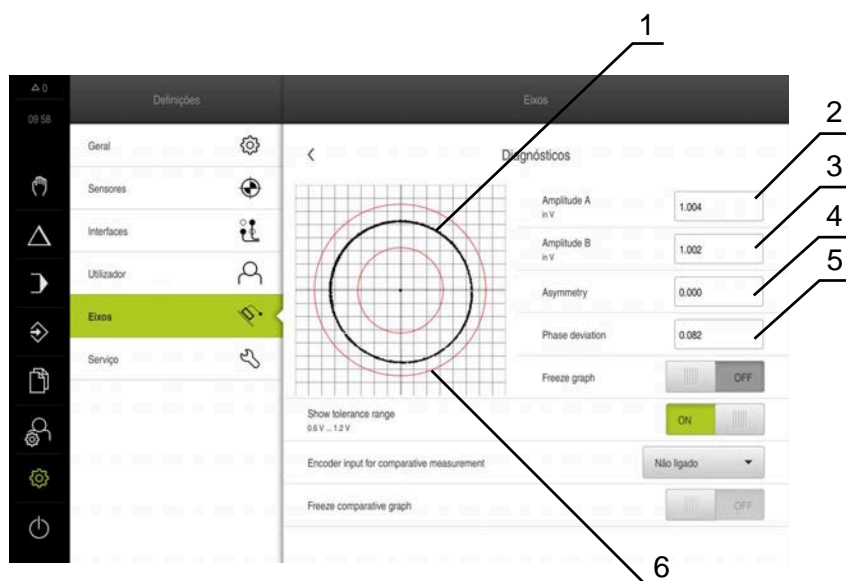 1
△ 0
Definições
Eixos
09 58
2
Geral
Diagnósticos
3
Sensores
Amplitude A
in V
1.004
4
Interfaces
Amplitude B
in V
1.002
5
Utilizador
Asymmetry
0.000
Eixos
Phase deviation
0.082
Serviço
Freeze graph
OFF
Show tolerance range
0.6 V ... 1.2 V
ON
Encoder input for comparative measurement
Não ligado
Freeze comparative graph
OFF
6